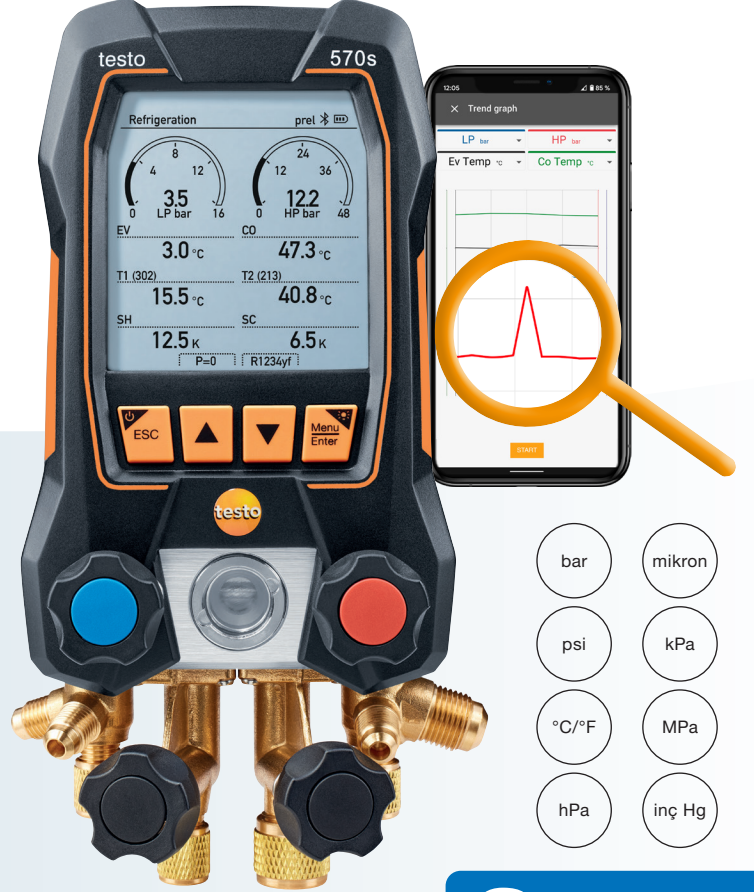 testo 570s
Refrigeration prel
8
4 12
3.5
0 LP bar 16
24
12 36
12.2
0 HP bar 48
EV CO
3.0 °C 47.3 °C
T1 (302) T2 (213)
15.5 °C 40.8 °C
SH SC
12.5 K 6.5 K
P=0 R1234yf
ESC
Menu
Enter
testo
12:05 85 %
× Trend graph
LP bar HP bar
Ev Temp °C Co Temp °C
START
bar mikron
psi kPa
°C/°F MPa
hPa inç Hg